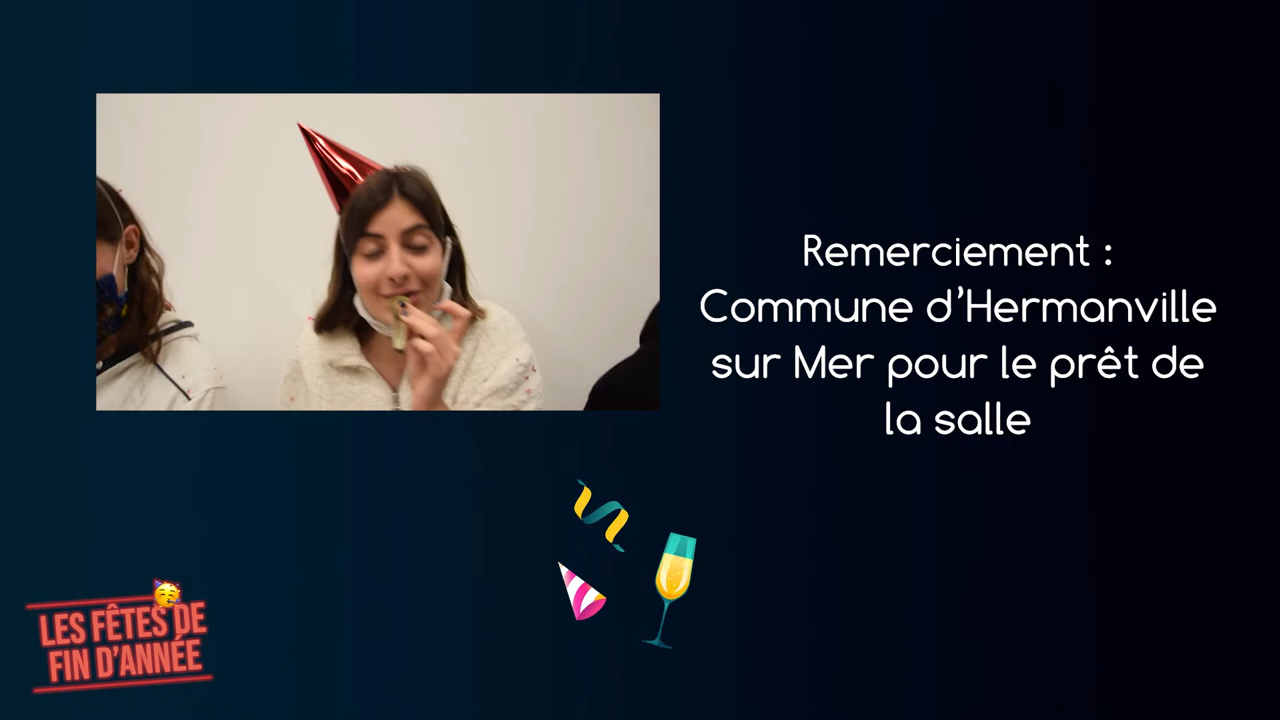 Remerciement :
Commune d’Hermanville
sur Mer pour le prêt de
la salle
LES FÊTES DE
FIN D’ANNÉE